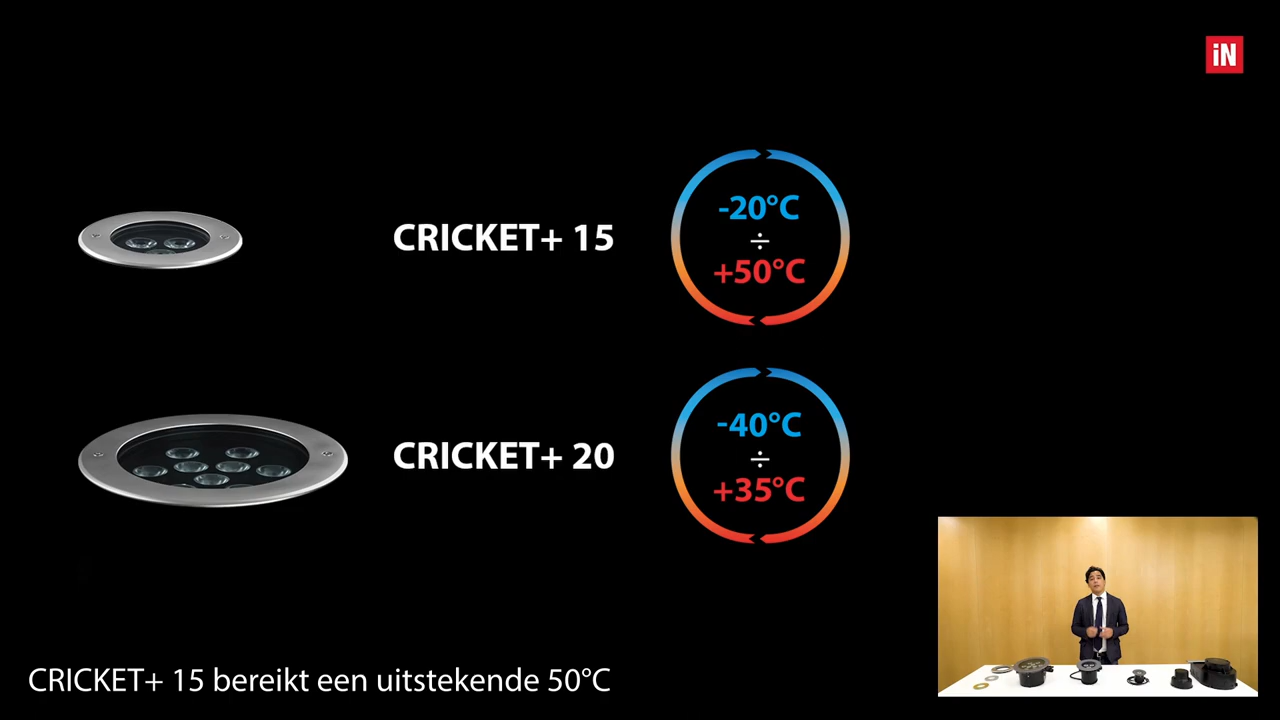 iN
CRICKET+ 15
-20°C
÷
+50°C
CRICKET+ 20
-40°C
÷
+35°C
CRICKET+ 15 bereikt een uitstekende 50°C